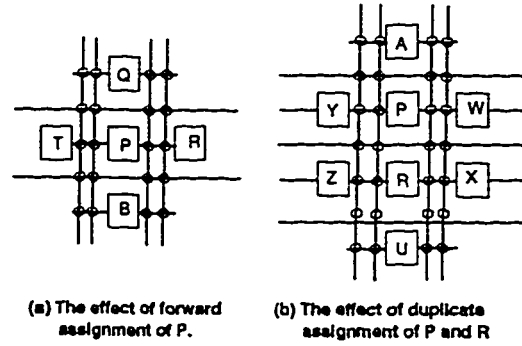 Q
T P R
B
(a) The effect of forward
assignment of P.
A
Y P W
Z R X
U
(b) The effect of duplicate
assignment of P and R